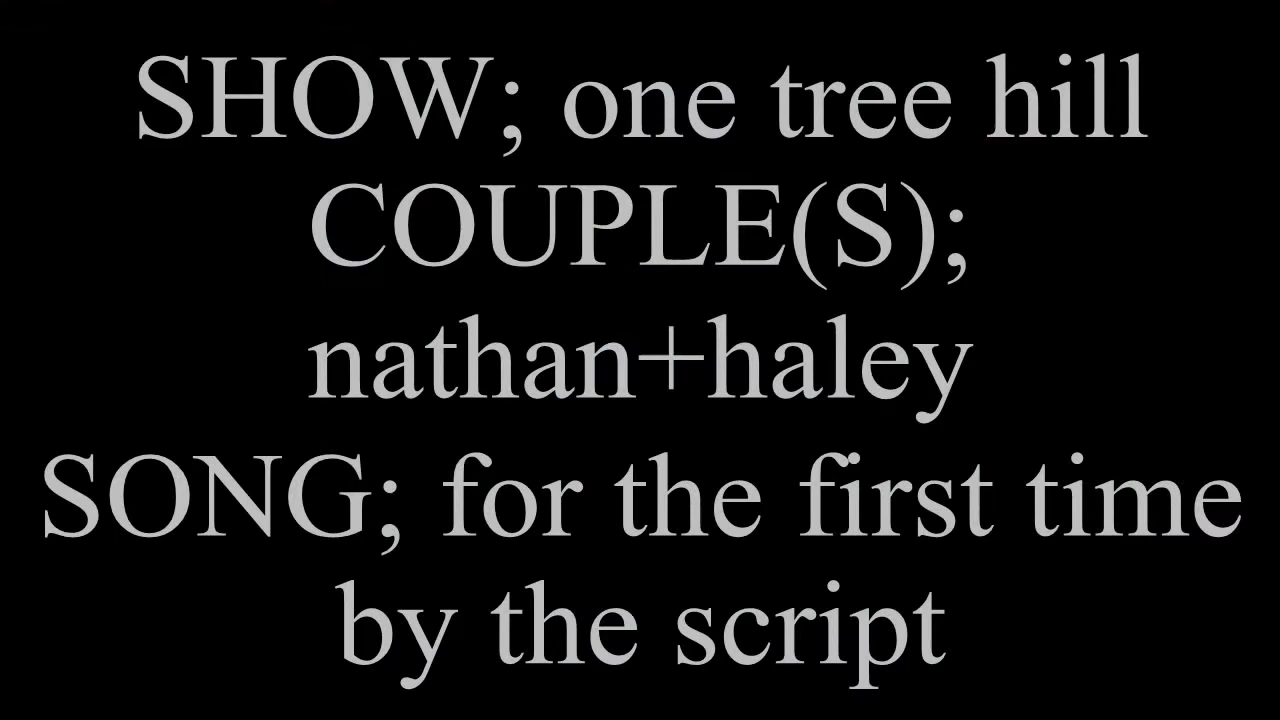 SHOW; one tree hill
COUPLE(S);
nathan+haley
SONG; for the first time
by the script